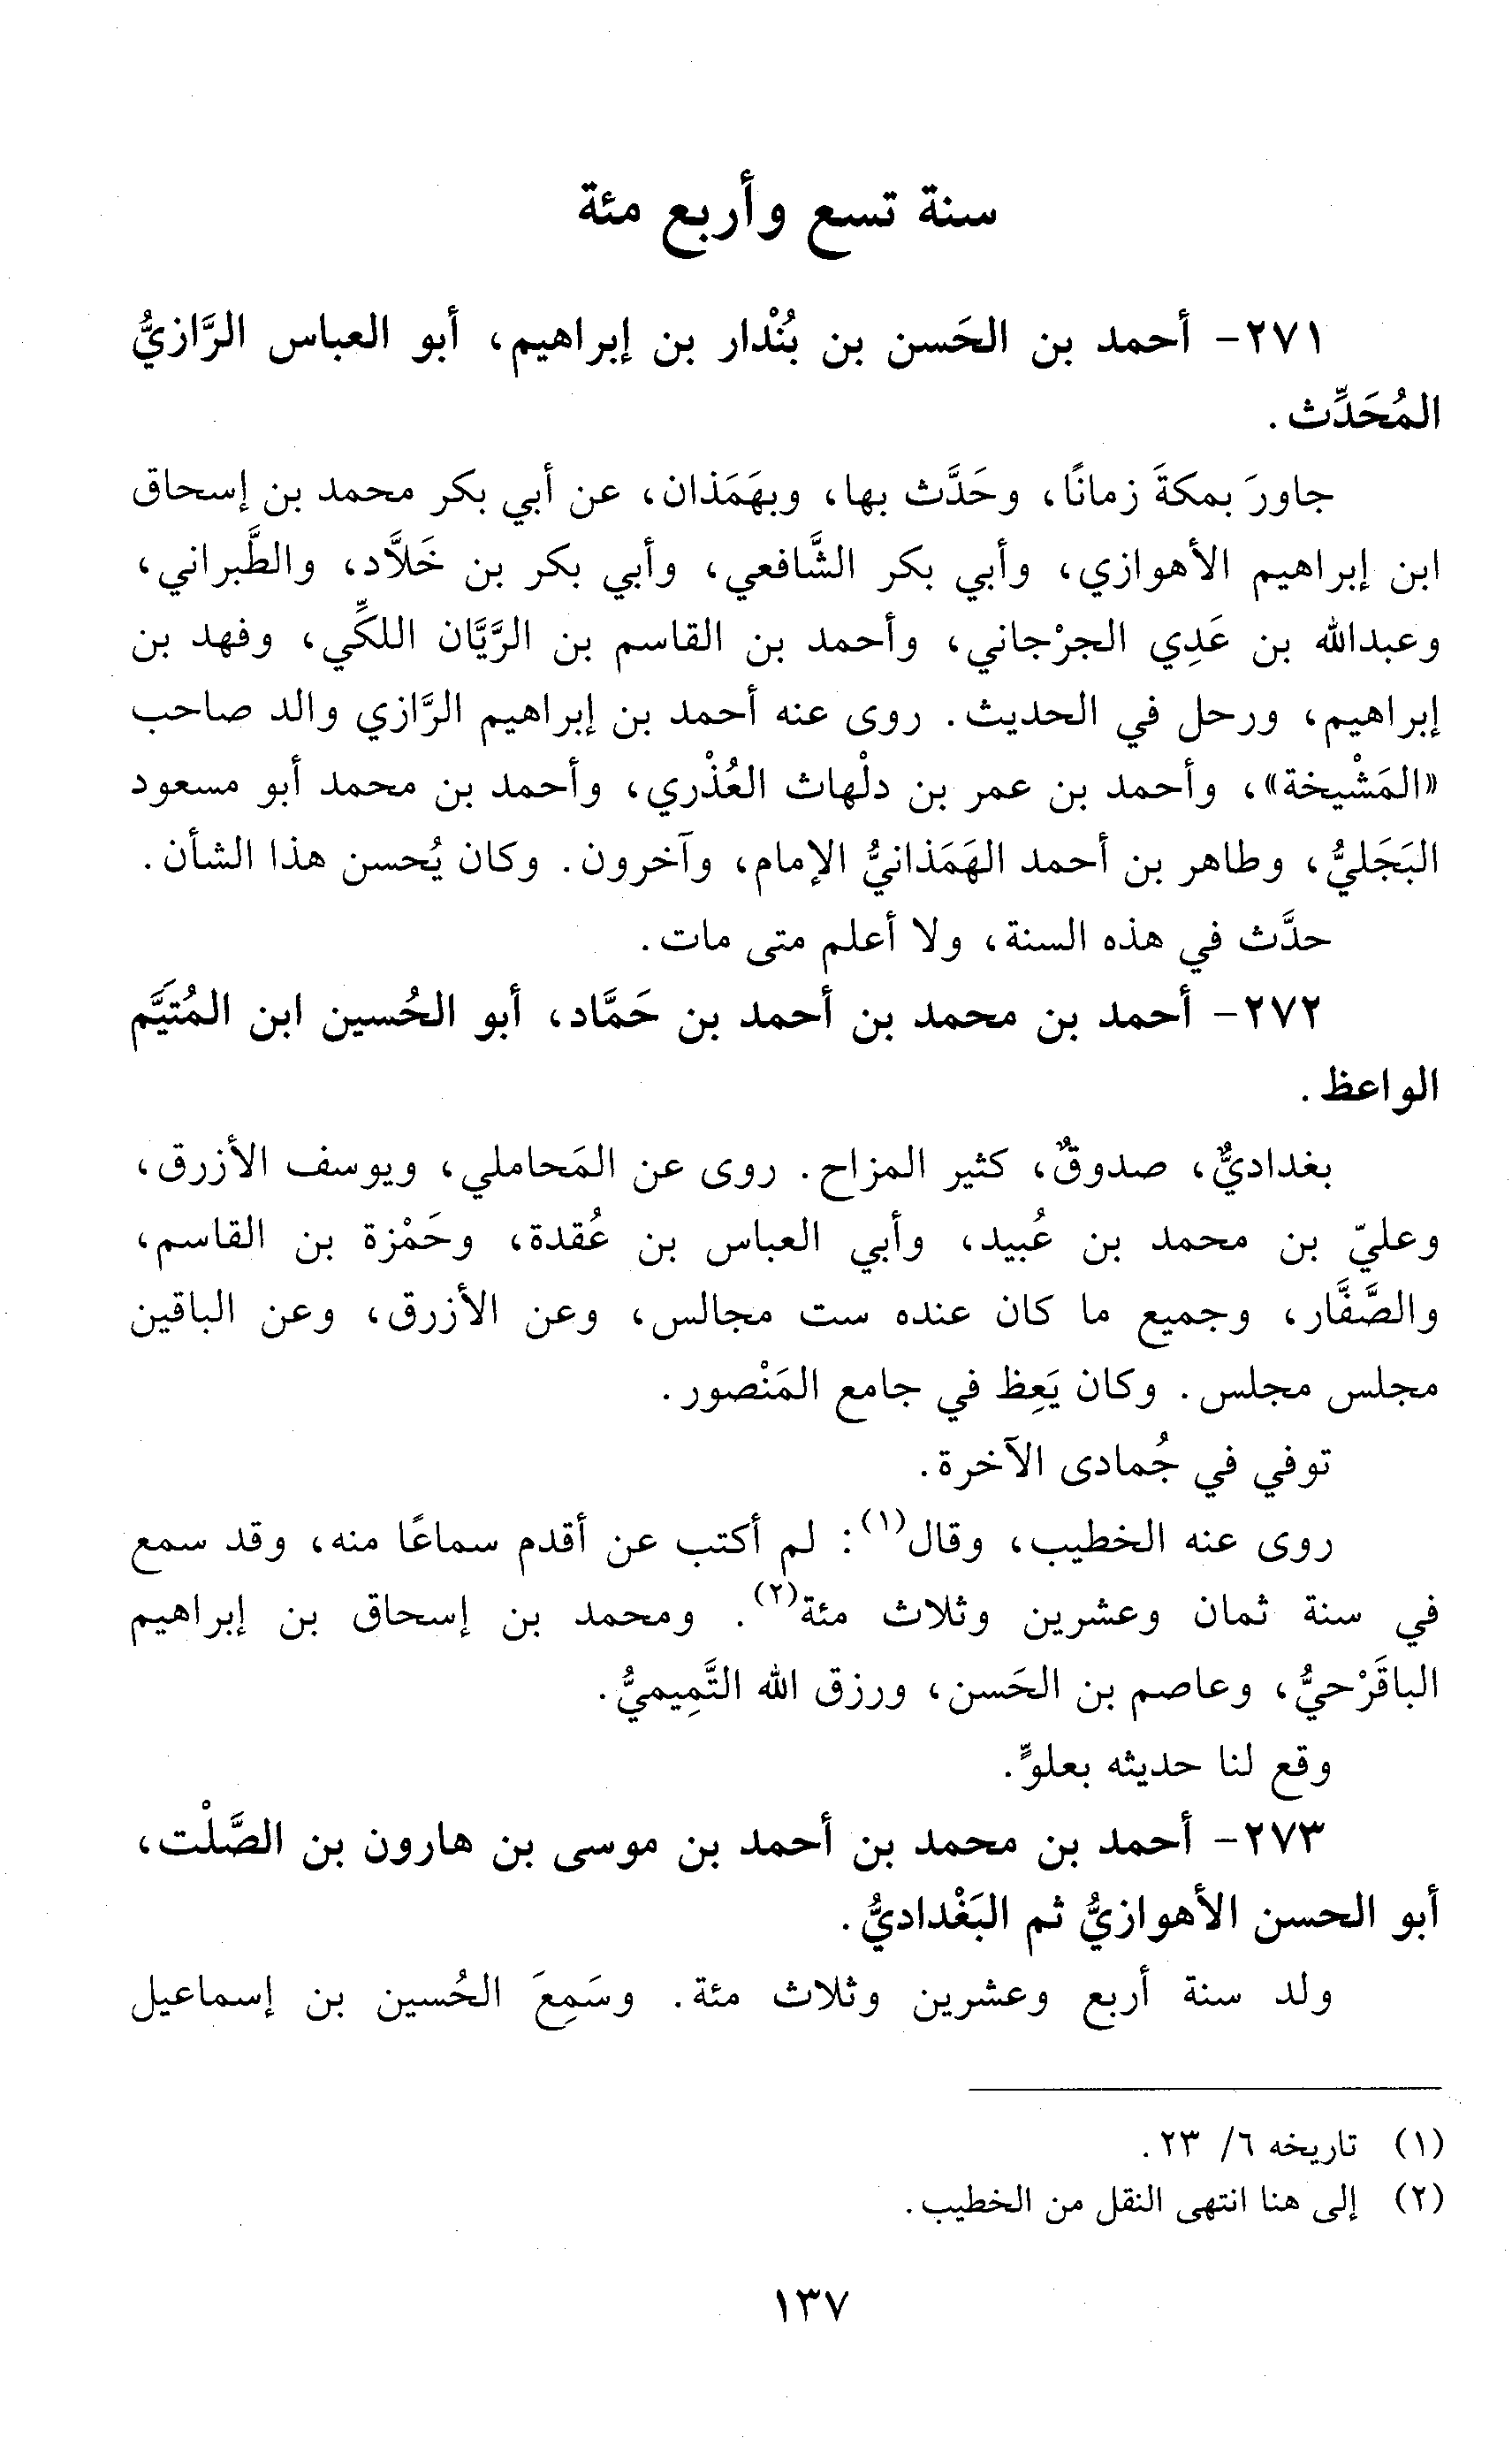 سنة تسع وأربع مئة
٢٧١- أحمد بن الحَسن بن بُنْدار بن إبراهيم، أبو العباس الرَّازيُّ
المُحَدِّث.
جاورَ بمكةَ زمانًا، وحَدَّث بها، وبهَمَذان، عن أبي بكر محمد بن إسحاق
ابن إبراهيم الأهوازي، وأبي بكر الشَّافعي، وأبي بكر بن خَلاَّد، والطَّبراني،
وعبدالله بن عَدِي الجرْجاني، وأحمد بن القاسم بن الرَّيَّان اللكِّي، وفهد بن
إبراهيم، ورحل في الحديث. روى عنه أحمد بن إبراهيم الرَّازي والد صاحب
«المَشْيخة»، وأحمد بن عمر بن دلْهاث العُذْري، وأحمد بن محمد أبو مسعود
البَجَليُّ، وطاهر بن أحمد الهَمَذانيُّ الإمام، وآخرون. وكان يُحسن هذا الشأن.
حدَّث في هذه السنة، ولا أعلم متى مات.
٢٧٢- أحمد بن محمد بن أحمد بن حَمَّاد، أبو الحُسين ابن المُتيَّم
الواعظ.
بغداديٌّ، صدوقٌ، كثير المزاح. روى عن المَحاملي، ويوسف الأزرق،
وعليّ بن محمد بن عُبيد، وأبي العباس بن عُقدة، وحَمْزة بن القاسم،
والصَّفَّار، وجميع ما كان عنده ست مجالس، وعن الأزرق، وعن الباقين
مجلس مجلس. وكان يَعِظ في جامع المَنْصور.
توفي في جُمادى الآخرة.
روى عنه الخطيب، وقال(١): لم أكتب عن أقدم سماعًا منه، وقد سمع
في سنة ثمان وعشرين وثلاث مئة(٢). ومحمد بن إسحاق بن إبراهيم
الباقَرْحيُّ، وعاصم بن الحَسن، ورزق الله التَّمِيميُّ.
وقع لنا حديثه بعلوٍّ.
٢٧٣- أحمد بن محمد بن أحمد بن موسى بن هارون بن الصَّلْت،
أبو الحسن الأهوازيُّ ثم البَغْداديُّ.
ولد سنة أربع وعشرين وثلاث مئة. وسَمِعَ الحُسين بن إسماعيل
(١) تاريخه ٦/ ٢٣.
(٢) إلى هنا انتهى النقل من الخطيب.
١٣٧